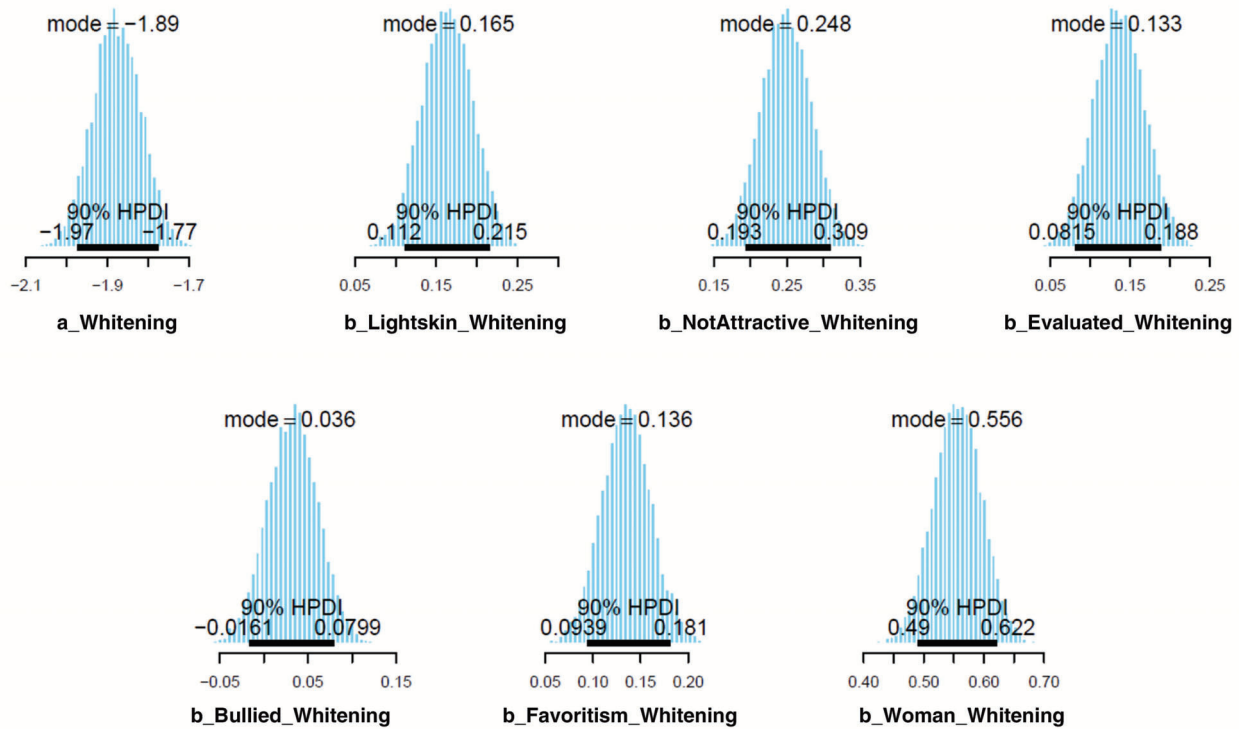 mode = −1.89
90% HPDI
−1.97 −1.77
−2.1 −1.9 −1.7
a_Whitening
mode = 0.165
90% HPDI
0.112 0.215
0.05 0.15 0.25
b_Lightskin_Whitening
mode = 0.248
90% HPDI
0.193 0.309
0.15 0.25 0.35
b_NotAttractive_Whitening
mode = 0.133
90% HPDI
0.0815 0.188
0.05 0.15 0.25
b_Evaluated_Whitening
mode = 0.036
90% HPDI
−0.0161 0.0799
−0.05 0.05 0.15
b_Bullied_Whitening
mode = 0.136
90% HPDI
0.0939 0.181
0.05 0.10 0.15 0.20
b_Favoritism_Whitening
mode = 0.556
90% HPDI
0.49 0.622
0.40 0.50 0.60 0.70
b_Woman_Whitening